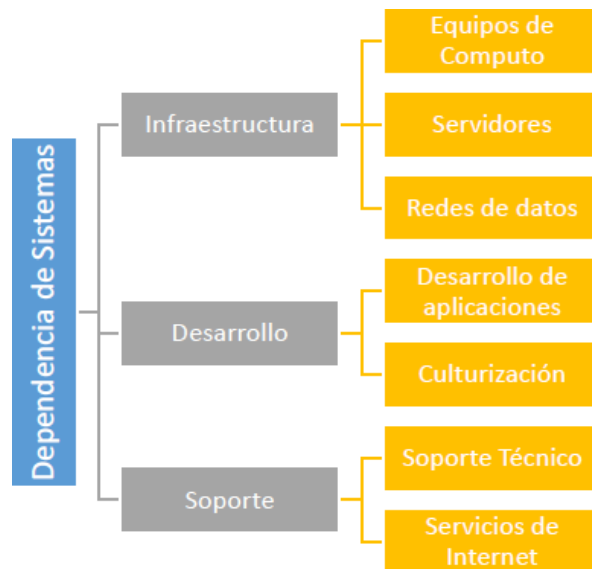 Dependencia de Sistemas
Infraestructura
Equipos de
Computo
Servidores
Redes de datos
Desarrollo
Desarrollo de
aplicaciones
Culturización
Soporte
Soporte Técnico
Servicios de
Internet